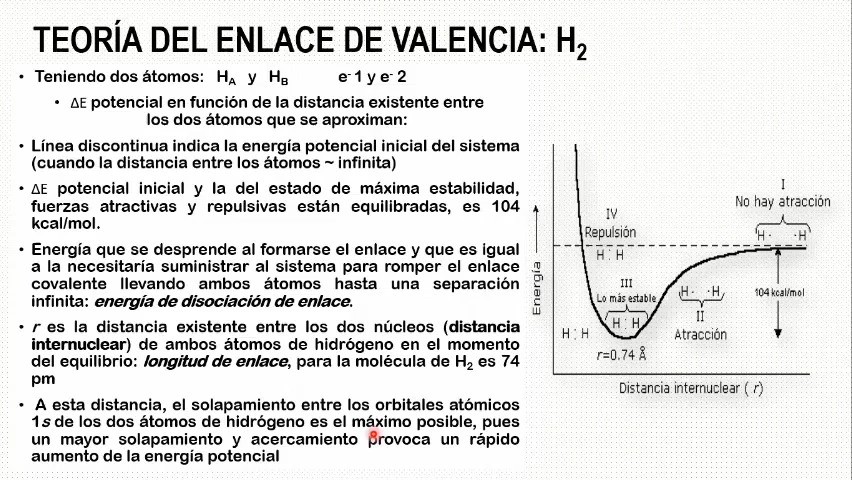 TEORÍA DEL ENLACE DE VALENCIA: H₂
• Teniendo dos átomos: H_A y H_B e⁻ 1 y e⁻ 2
• ΔE potencial en función de la distancia existente entre
los dos átomos que se aproximan:
• Línea discontinua indica la energía potencial inicial del sistema
(cuando la distancia entre los átomos ~ infinita)
• ΔE potencial inicial y la del estado de máxima estabilidad,
fuerzas atractivas y repulsivas están equilibradas, es 104
kcal/mol.
• Energía que se desprende al formarse el enlace y que es igual
a la necesitaría suministrar al sistema para romper el enlace
covalente llevando ambos átomos hasta una separación
infinita: energía de disociación de enlace.
• r es la distancia existente entre los dos núcleos (distancia
internuclear) de ambos átomos de hidrógeno en el momento
del equilibrio: longitud de enlace, para la molécula de H₂ es 74
pm
• A esta distancia, el solapamiento entre los orbitales atómicos
1s de los dos átomos de hidrógeno es el máximo posible, pues
un mayor solapamiento y acercamiento provoca un rápido
aumento de la energía potencial
I
No hay atracción
H· ·H
IV
Repulsión
H : H
III
Lo más estable
H : H
H· ·H
II
Atracción
104 kcal/mol
H : H
r=0.74 Å
Energía
Distancia internuclear ( r)